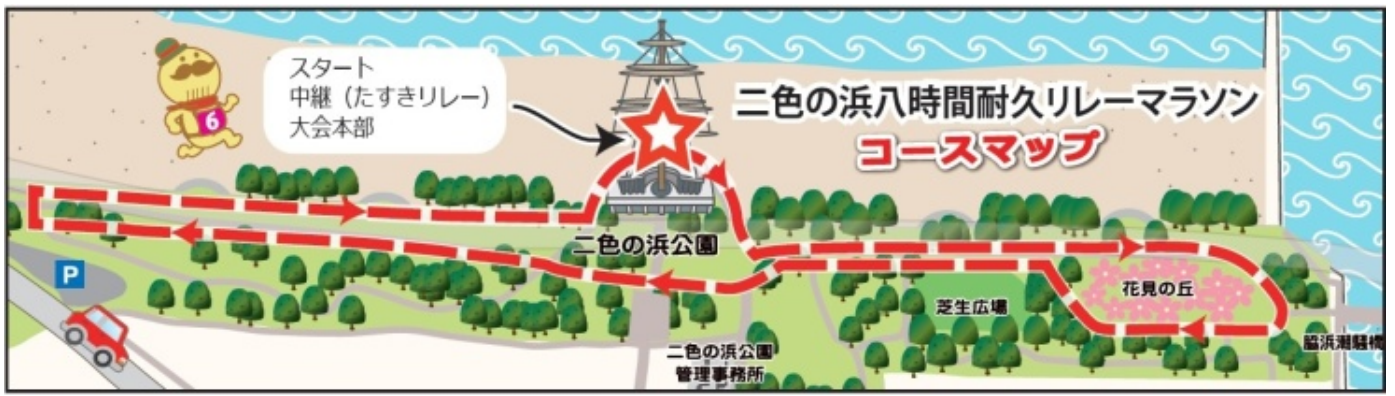 スタート
中継（たすきリレー）
大会本部
二色の浜八時間耐久リレーマラソン
コースマップ
6
二色の浜公園
P
花見の丘
芝生広場
脇浜潮騒橋
二色の浜公園
管理事務所